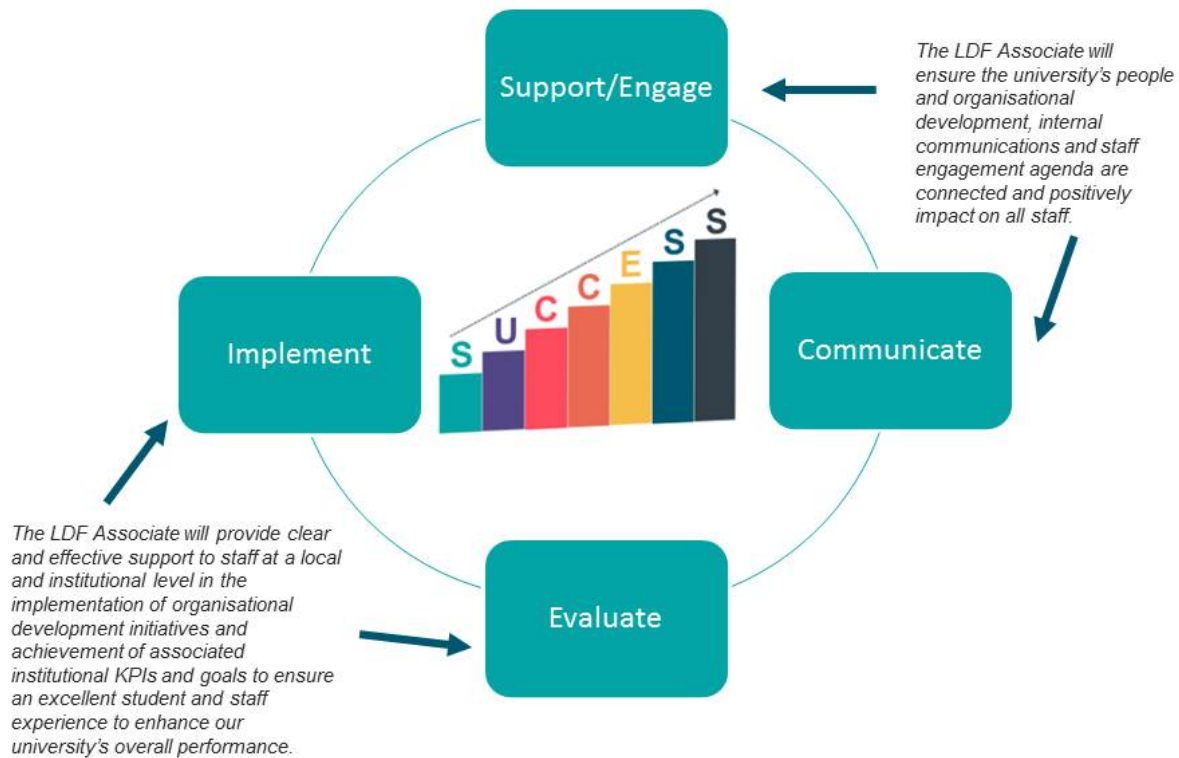 Support/Engage
The LDF Associate will
ensure the university's people
and organisational
development, internal
communications and staff
engagement agenda are
connected and positively
impact on all staff.
SUCCESS
Implement
Communicate
The LDF Associate will provide clear
and effective support to staff at a local
and institutional level in the
implementation of organisational
development initiatives and
achievement of associated
institutional KPIs and goals to ensure
an excellent student and staff
experience to enhance our
university's overall performance.
Evaluate